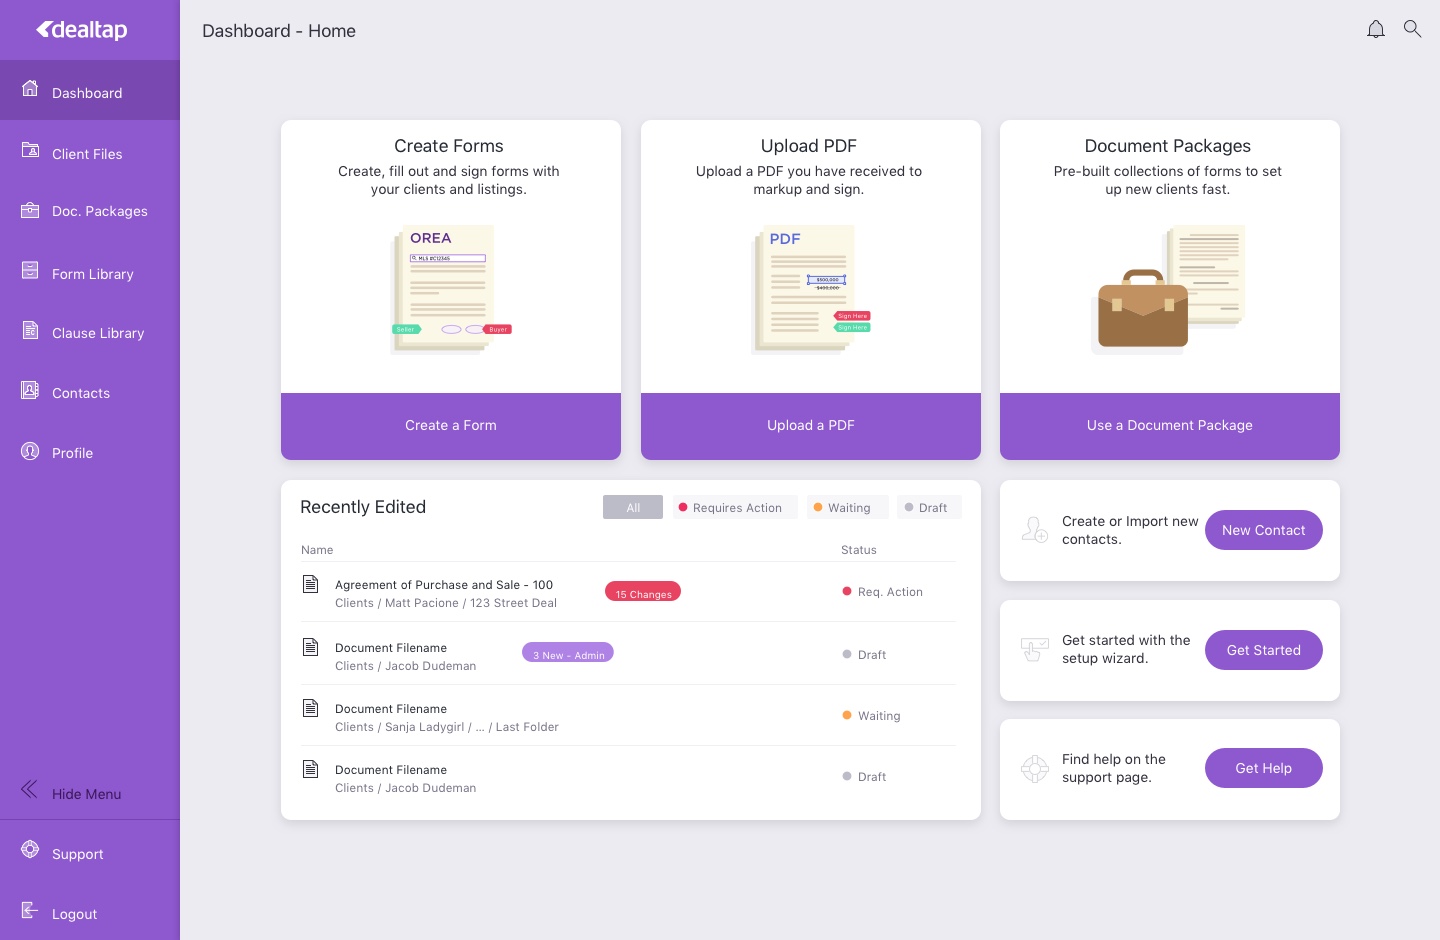 dealtap
Dashboard
Client Files
Doc. Packages
Form Library
Clause Library
Contacts
Profile
Hide Menu
Support
Logout
Dashboard - Home
Create Forms
Create, fill out and sign forms with
your clients and listings.
OREA
MLS #C12345
Seller
Buyer
Create a Form
Upload PDF
Upload a PDF you have received to
markup and sign.
PDF
$500,000
$400,000
Sign Here
Sign Here
Upload a PDF
Document Packages
Pre-built collections of forms to set
up new clients fast.
Use a Document Package
Recently Edited
All
Requires Action
Waiting
Draft
Name
Status
Agreement of Purchase and Sale - 100
Clients / Matt Pacione / 123 Street Deal
15 Changes
Req. Action
Document Filename
Clients / Jacob Dudeman
3 New - Admin
Draft
Document Filename
Clients / Sanja Ladygirl / ... / Last Folder
Waiting
Document Filename
Clients / Jacob Dudeman
Draft
Create or Import new
contacts.
New Contact
Get started with the
setup wizard.
Get Started
Find help on the
support page.
Get Help